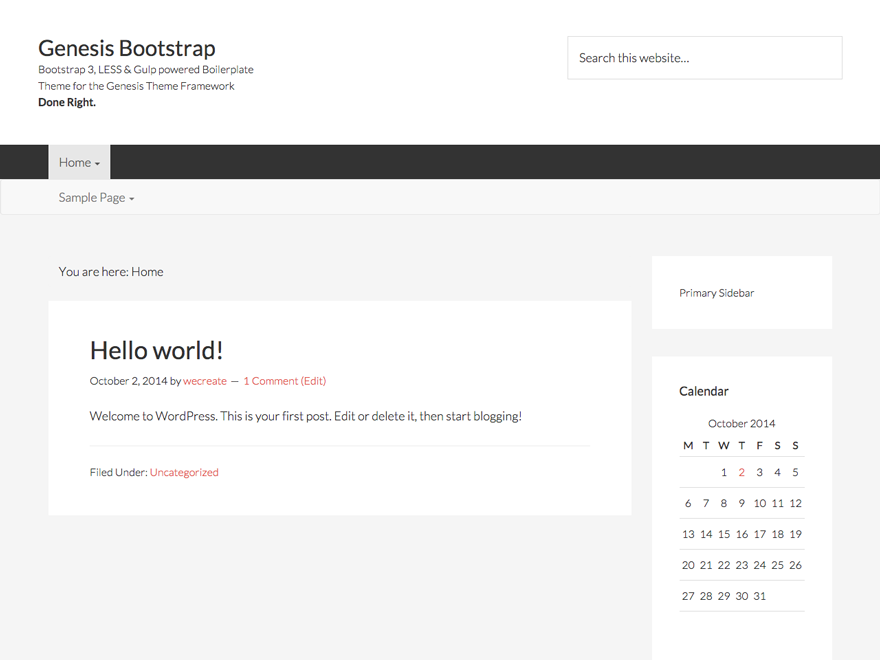 Genesis Bootstrap
Bootstrap 3, LESS & Gulp powered Boilerplate
Theme for the Genesis Theme Framework
Done Right.
Search this website...
Home
Sample Page
You are here: Home
Hello world!
October 2, 2014 by wecreate — 1 Comment (Edit)
Welcome to WordPress. This is your first post. Edit or delete it, then start blogging!
Filed Under: Uncategorized
Primary Sidebar
Calendar
October 2014
M T W T F S S
1 2 3 4 5
6 7 8 9 10 11 12
13 14 15 16 17 18 19
20 21 22 23 24 25 26
27 28 29 30 31